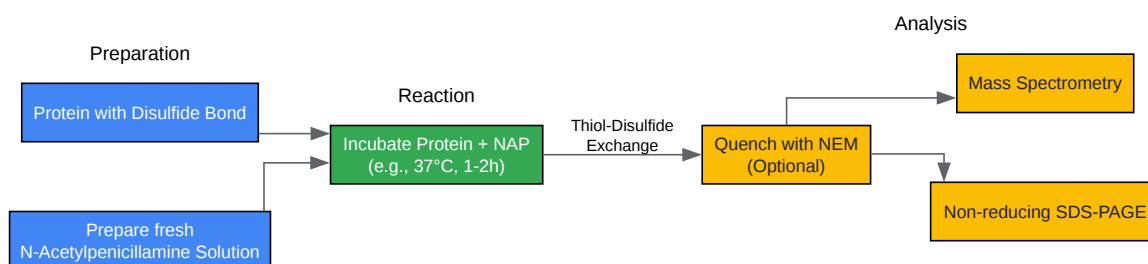 Preparation
Protein with Disulfide Bond
Prepare fresh
N-Acetylpenicillamine Solution
Reaction
Incubate Protein + NAP
(e.g., 37°C, 1-2h)
Thiol-Disulfide
Exchange
Analysis
Quench with NEM
(Optional)
Mass Spectrometry
Non-reducing SDS-PAGE